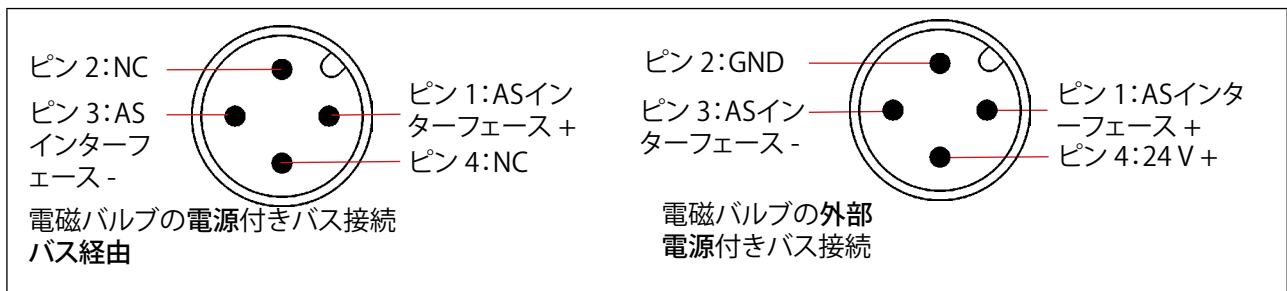 ピン 2:NC
ピン 3:AS
インターフ
ェース -
ピン 1:ASイン
ターフェース +
ピン 4:NC
電磁バルブの電源付きバス接続
バス経由
ピン 2:GND
ピン 3:ASイン
ターフェース -
ピン 1:ASインタ
ーフェース +
ピン 4:24 V +
電磁バルブの外部
電源付きバス接続